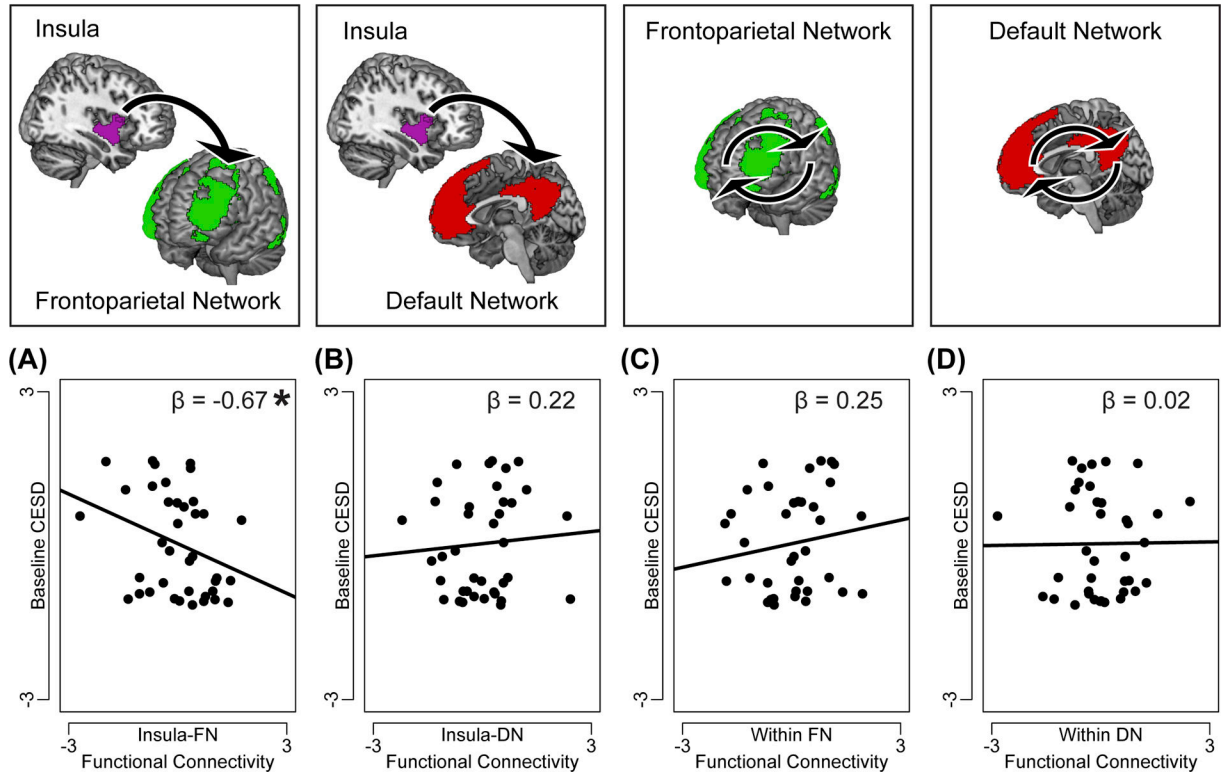 Insula
Frontoparietal Network
Insula
Default Network
Frontoparietal Network
Default Network
(A)
β = -0.67 *
3
Baseline CESD
-3
-3
Insula-FN
3
Functional Connectivity
(B)
β = 0.22
3
Baseline CESD
-3
-3
Insula-DN
3
Functional Connectivity
(C)
β = 0.25
3
Baseline CESD
-3
-3
Within FN
3
Functional Connectivity
(D)
β = 0.02
3
Baseline CESD
-3
-3
Within DN
3
Functional Connectivity